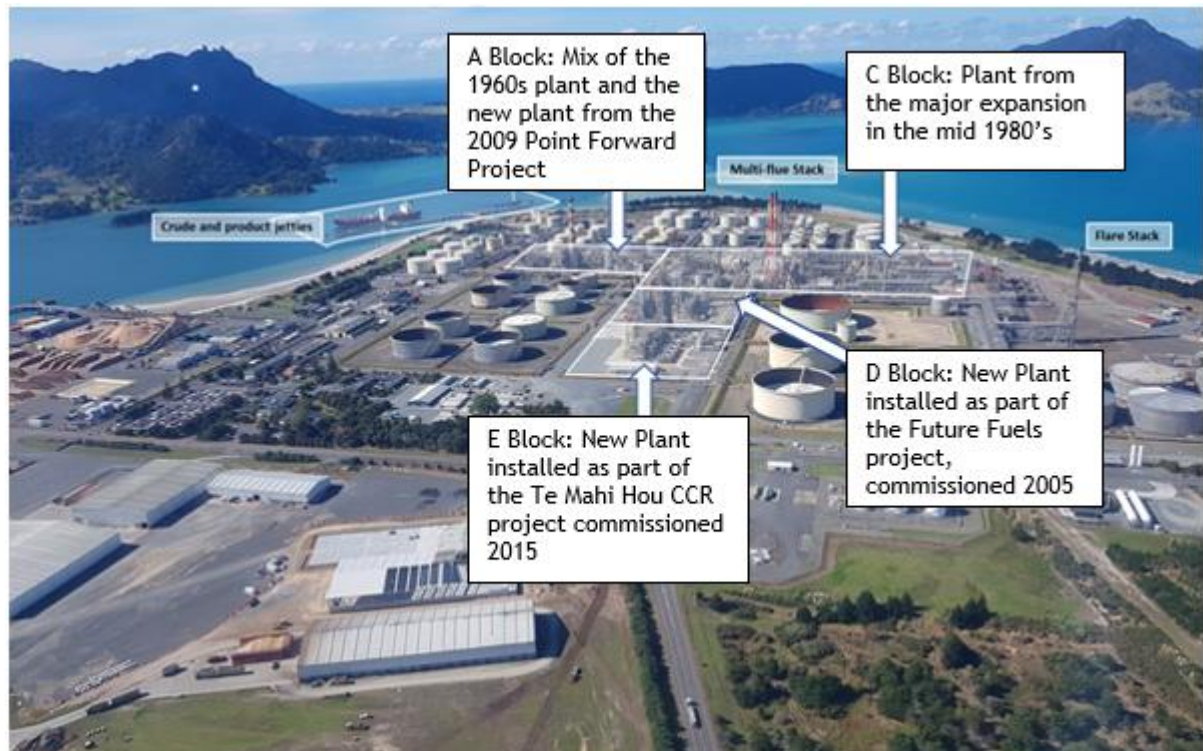 A Block: Mix of the
1960s plant and the
new plant from the
2009 Point Forward
Project
C Block: Plant from
the major expansion
in the mid 1980's
Multi-flue Stack
Crude and product jetties
Flare Stack
D Block: New Plant
installed as part of
the Future Fuels
project,
commissioned 2005
E Block: New Plant
installed as part of
the Te Mahi Hou CCR
project commissioned
2015